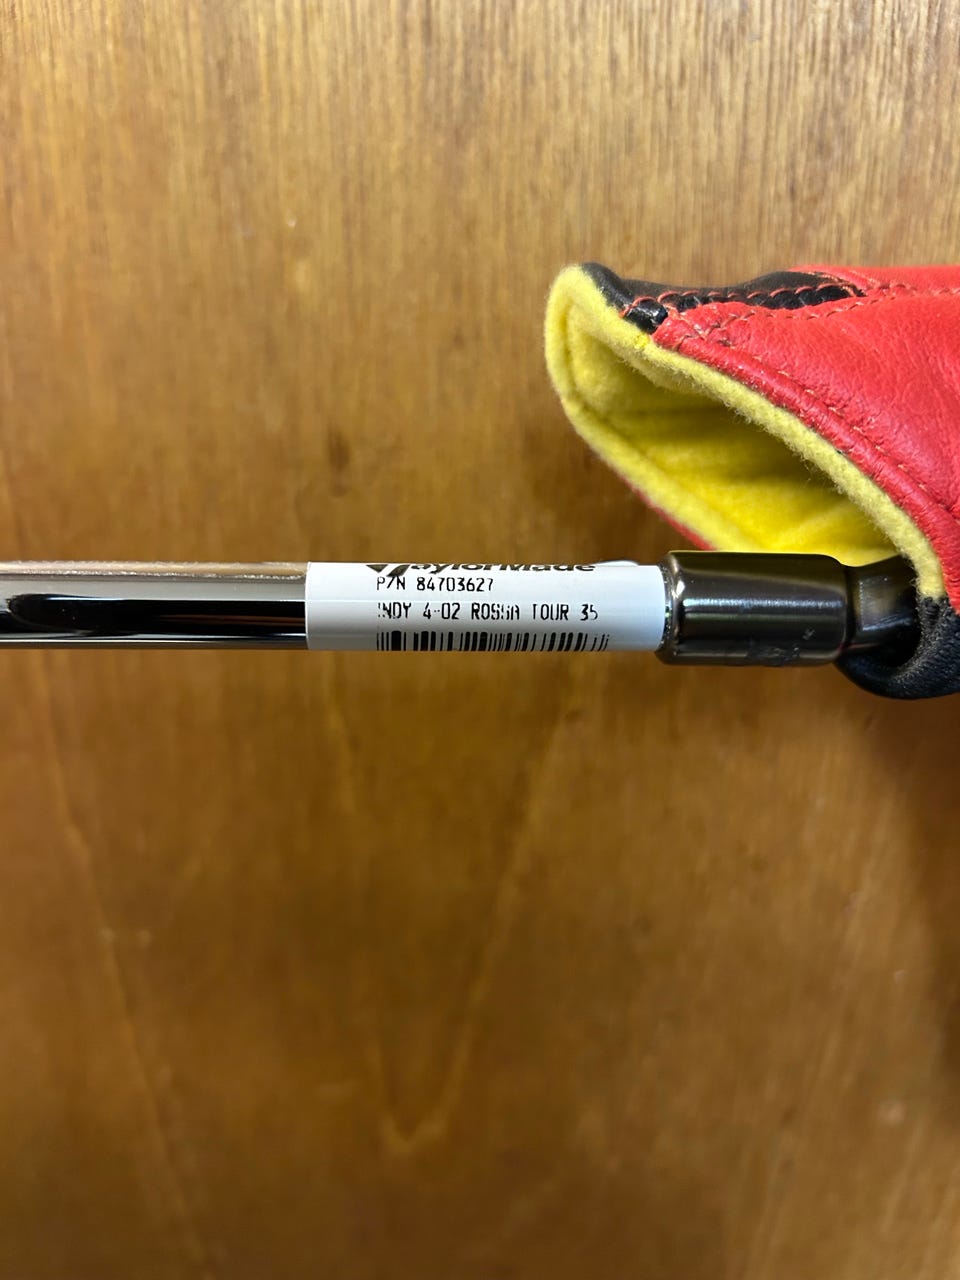 TaylorMade
P/N 84703627
INDY 4-02 ROSSA TOUR 35